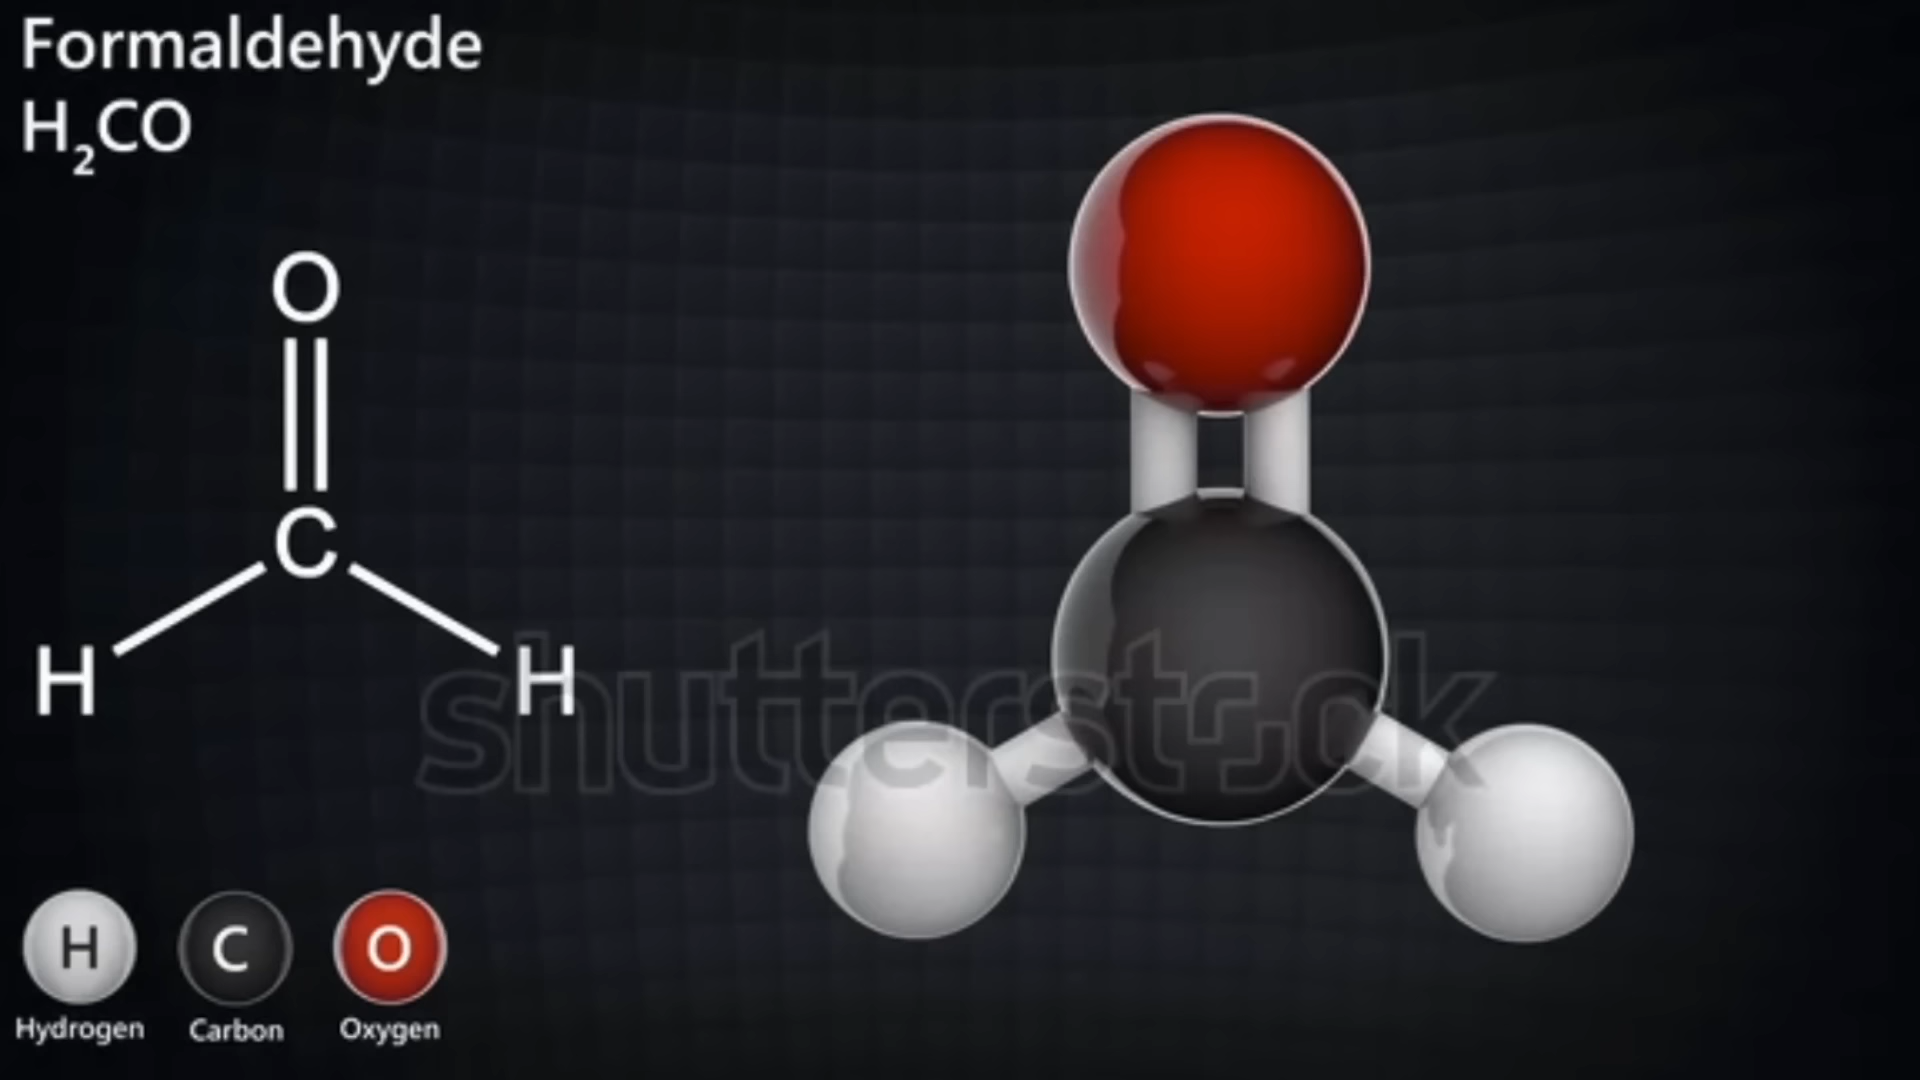 Formaldehyde
H₂CO
O
C
H H
shutterstock
H C O
Hydrogen Carbon Oxygen